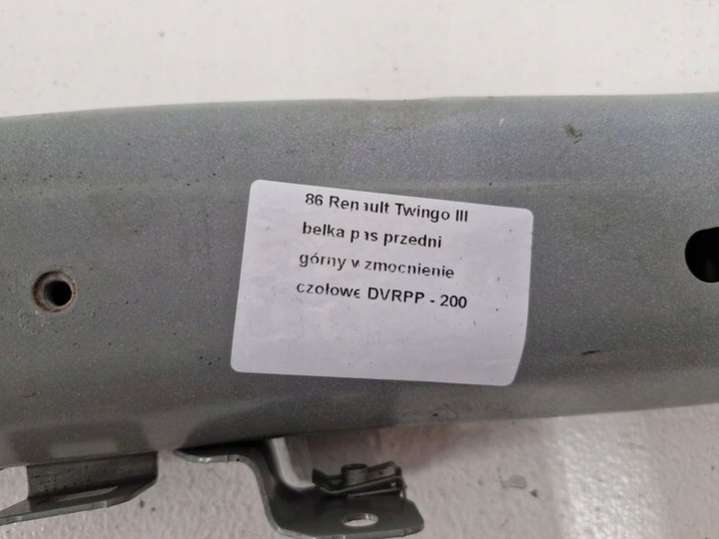 86 Renault Twingo III
belka pas przedni
górny wzmocnienie
czołowe DVRPP - 200